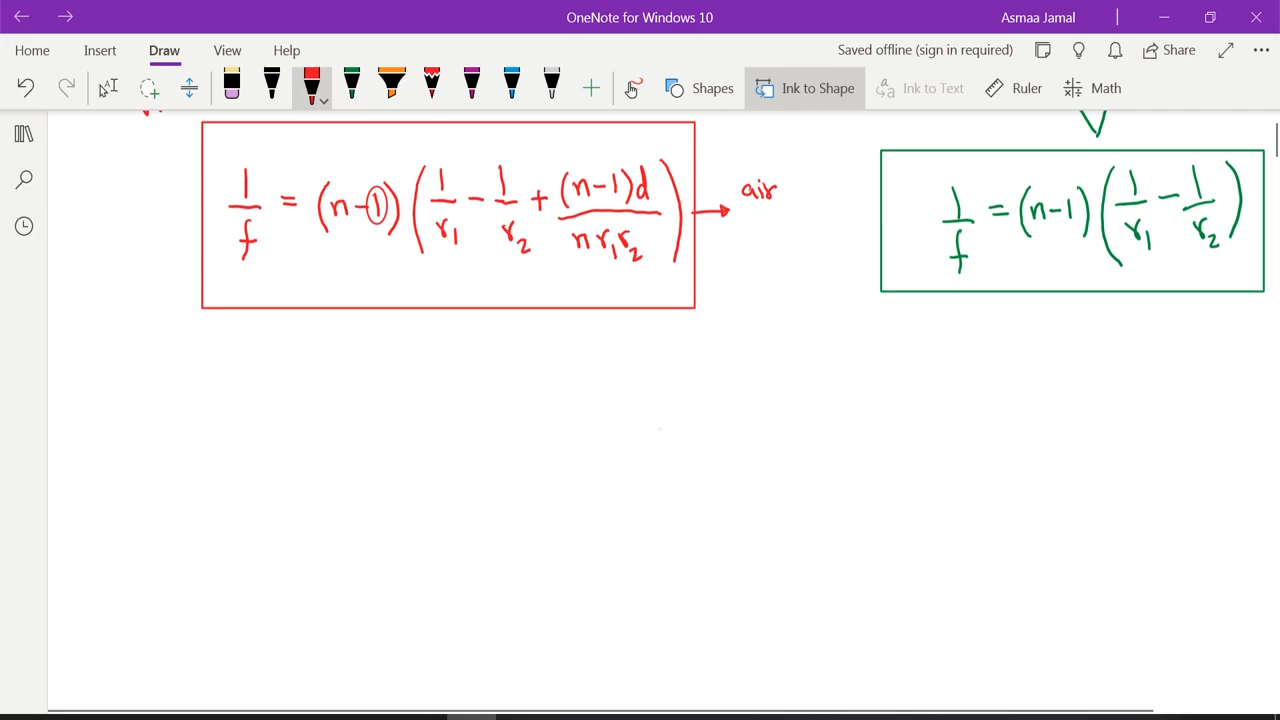 OneNote for Windows 10
Asmaa Jamal
Home Insert Draw View Help
Saved offline (sign in required)
Share
Shapes
Ink to Shape
Ink to Text
Ruler
Math
1/f = (n-1) (1/r₁ - 1/r₂ + (n-1)d/(n r₁r₂)) → air
1/f = (n-1) (1/r₁ - 1/r₂)